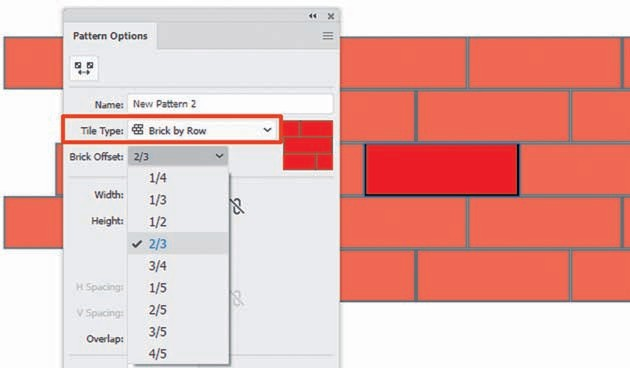 Pattern Options
Name: New Pattern 2
Tile Type: Brick by Row
Brick Offset: 2/3
1/4
1/3
Width:
1/2
Height:
2/3
3/4
1/5
H Spacing:
2/5
V Spacing:
3/5
Overlap:
4/5